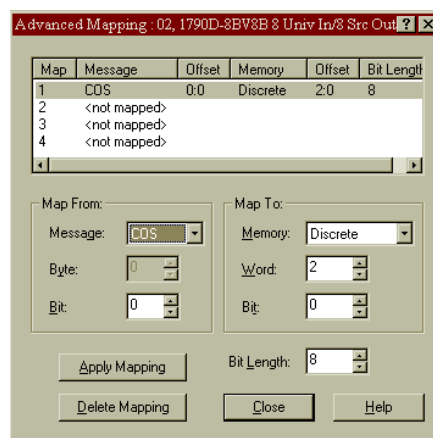 Advanced Mapping : 02, 1790D-8BV8B 8 Univ In/8 Src Out ? X
Map Message Offset Memory Offset Bit Length
1 COS 0:0 Discrete 2:0 8
2 <not mapped>
3 <not mapped>
4 <not mapped>
Map From: Map To:
Message: COS Memory: Discrete
Byte: 0 Word: 2
Bit: 0 Bit: 0
Apply Mapping Bit Length: 8
Delete Mapping Close Help